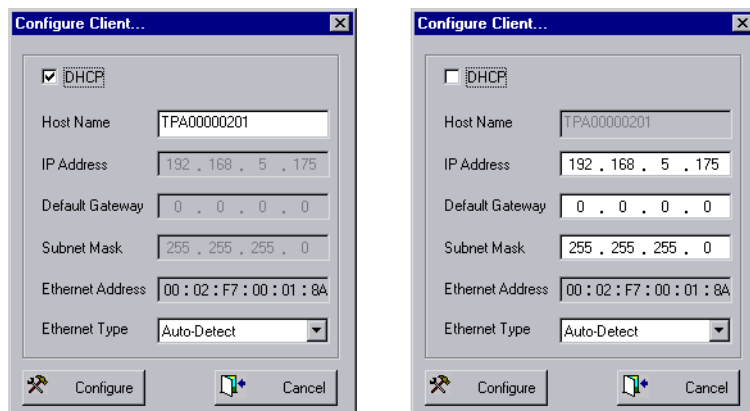 Configure Client...
DHCP
Host Name TPA00000201
IP Address 192 . 168 . 5 . 175
Default Gateway 0 . 0 . 0 . 0
Subnet Mask 255 . 255 . 255 . 0
Ethernet Address 00 : 02 : F7 : 00 : 01 : 8A
Ethernet Type Auto-Detect
Configure Cancel
Configure Client...
DHCP
Host Name TPA00000201
IP Address 192 . 168 . 5 . 175
Default Gateway 0 . 0 . 0 . 0
Subnet Mask 255 . 255 . 255 . 0
Ethernet Address 00 : 02 : F7 : 00 : 01 : 8A
Ethernet Type Auto-Detect
Configure Cancel